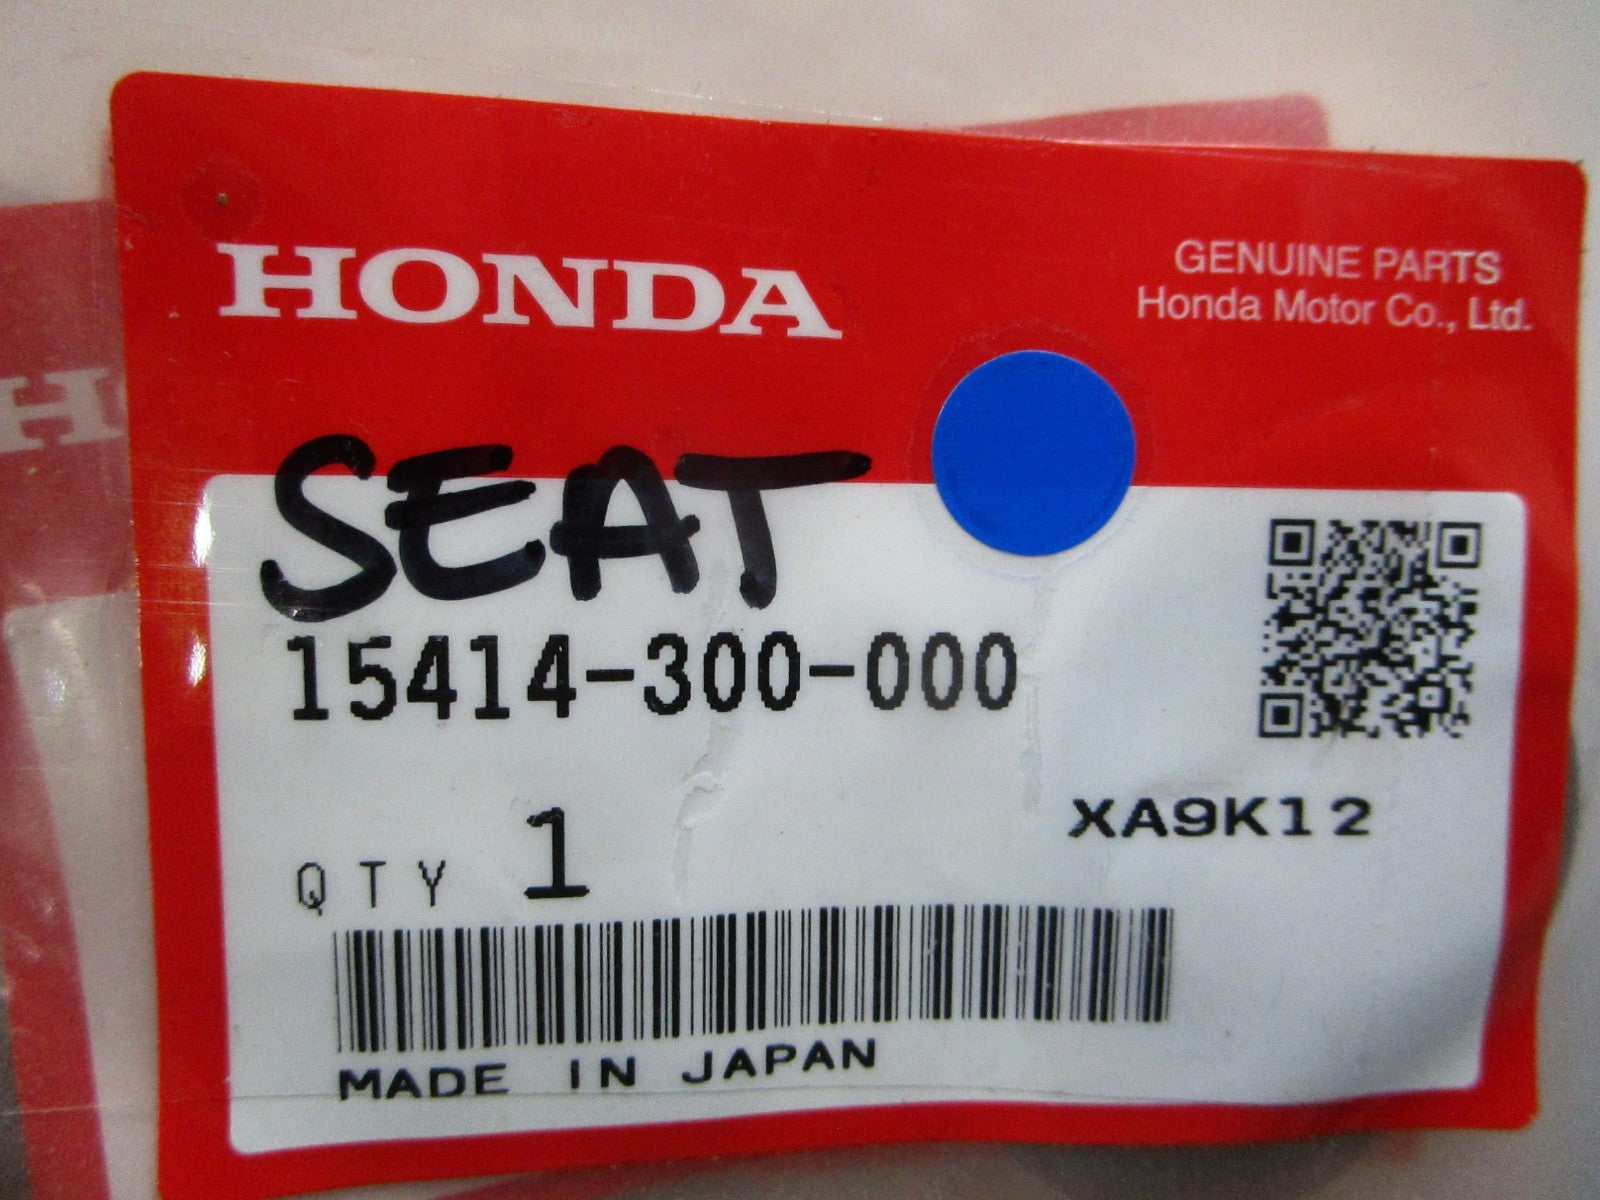 HONDA
GENUINE PARTS
Honda Motor Co., Ltd.
H
SEAT
15414-300-000
XA9K12
QTY 1
MADE IN JAPAN